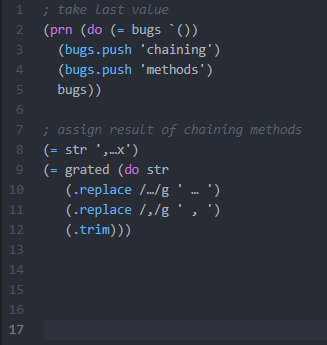 1 ; take last value
2 (prn (do (= bugs `())
3 (bugs.push 'chaining')
4 (bugs.push 'methods')
5 bugs))
6
7 ; assign result of chaining methods
8 (= str ',…x')
9 (= grated (do str
10 (.replace /…/g ' … ')
11 (.replace /,/g ' , ')
12 (.trim)))
13
14
15
16
17